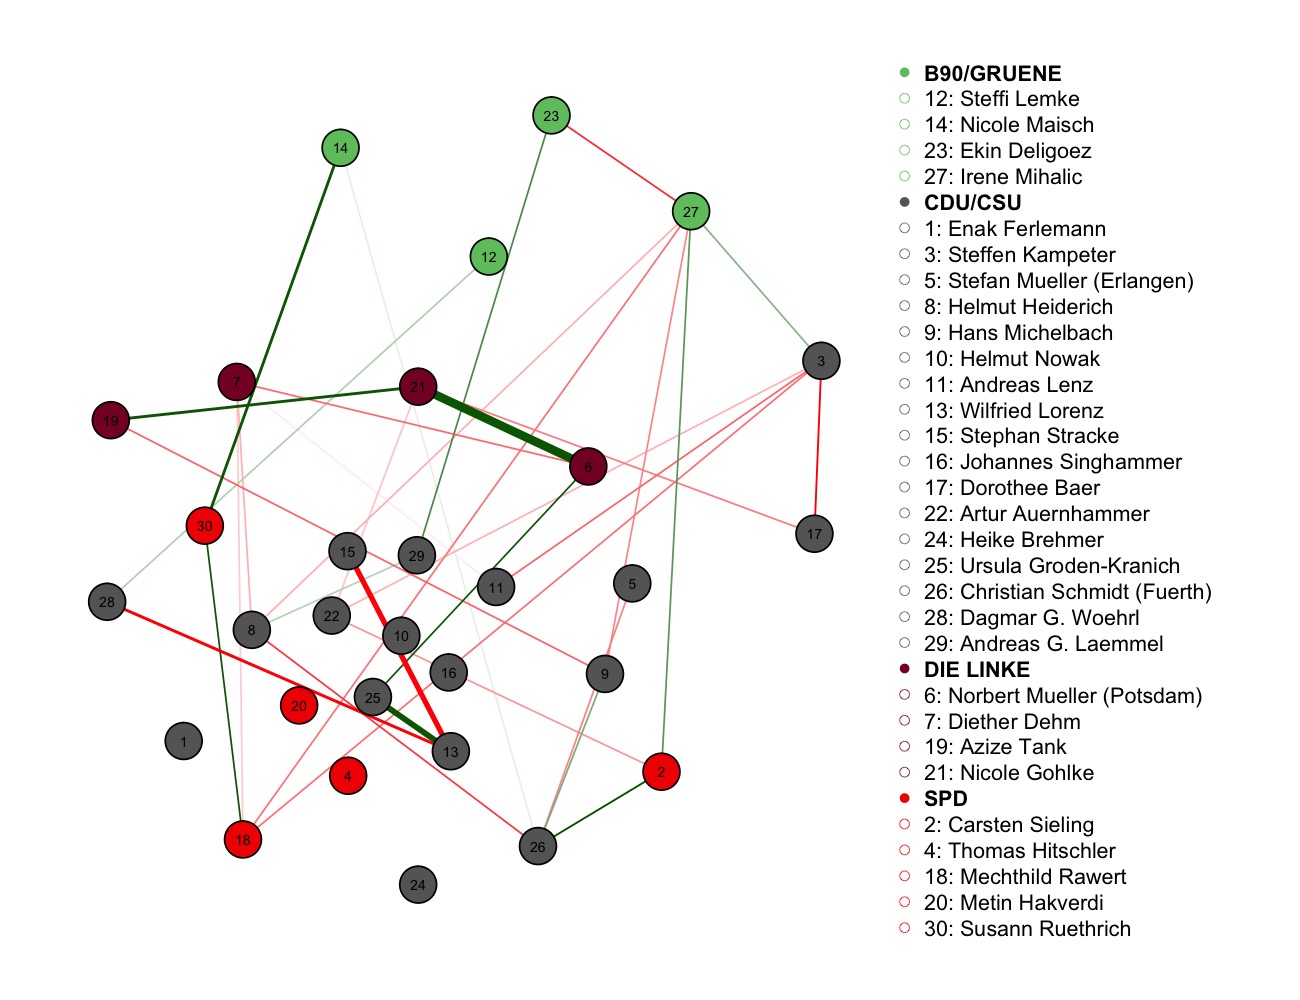 B90/GRUENE
12: Steffi Lemke
14: Nicole Maisch
23: Ekin Deligoez
27: Irene Mihalic
CDU/CSU
1: Enak Ferlemann
3: Steffen Kampeter
5: Stefan Mueller (Erlangen)
8: Helmut Heiderich
9: Hans Michelbach
10: Helmut Nowak
11: Andreas Lenz
13: Wilfried Lorenz
15: Stephan Stracke
16: Johannes Singhammer
17: Dorothee Baer
22: Artur Auernhammer
24: Heike Brehmer
25: Ursula Groden-Kranich
26: Christian Schmidt (Fuerth)
28: Dagmar G. Woehrl
29: Andreas G. Laemmel
DIE LINKE
6: Norbert Mueller (Potsdam)
7: Diether Dehm
19: Azize Tank
21: Nicole Gohlke
SPD
2: Carsten Sieling
4: Thomas Hitschler
18: Mechthild Rawert
20: Metin Hakverdi
30: Susann Ruethrich
23
14
27
12
3
7
21
19
6
30
17
15
29
5
11
28
22
8
10
16
9
25
20
1
13
2
4
18
26
24